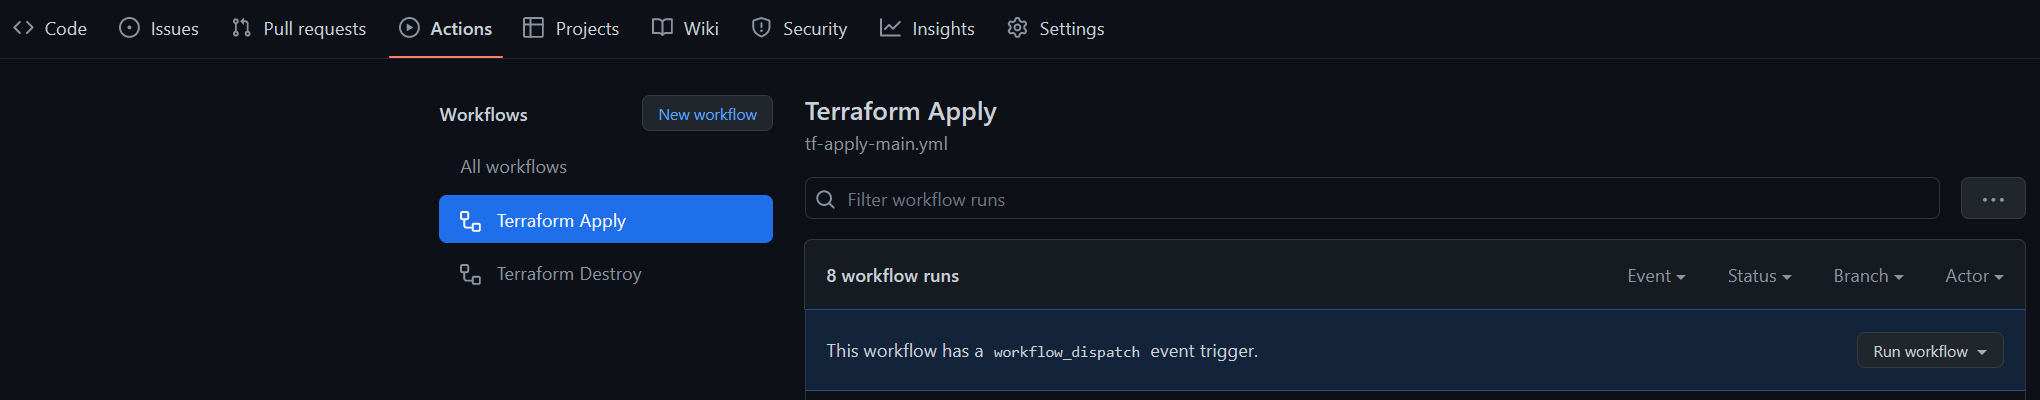 Code Issues Pull requests Actions Projects Wiki Security Insights Settings
Workflows
New workflow
All workflows
Terraform Apply
Terraform Destroy
Terraform Apply
tf-apply-main.yml
Filter workflow runs
8 workflow runs
Event Status Branch Actor
This workflow has a workflow_dispatch event trigger.
Run workflow